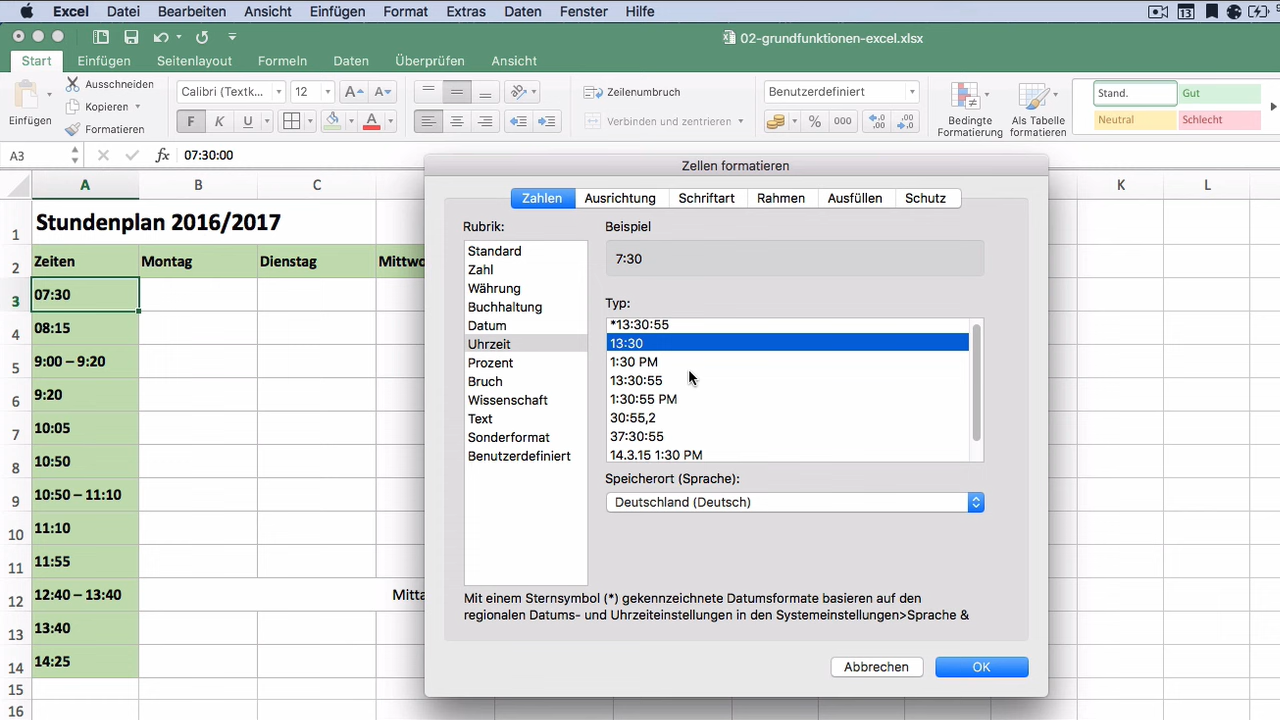 Excel Datei Bearbeiten Ansicht Einfügen Format Extras Daten Fenster Hilfe 13
02-grundfunktionen-excel.xlsx
Start Einfügen Seitenlayout Formeln Daten Überprüfen Ansicht
Einfügen
Ausschneiden
Kopieren
Formatieren
Calibri (Textk... 12
F K U
Zeilenumbruch
Verbinden und zentrieren
Benutzerdefiniert
% 000
Bedingte Formatierung
Als Tabelle formatieren
Stand. Gut
Neutral Schlecht
A3 fx 07:30:00
A B C K L
1 Stundenplan 2016/2017
2 Zeiten Montag Dienstag Mittwo
3 07:30
4 08:15
5 9:00 – 9:20
6 9:20
7 10:05
8 10:50
9 10:50 – 11:10
10 11:10
11 11:55
12 12:40 – 13:40 Mitta
13 13:40
14 14:25
15
16
Zellen formatieren
Zahlen Ausrichtung Schriftart Rahmen Ausfüllen Schutz
Rubrik:
Standard
Zahl
Währung
Buchhaltung
Datum
Uhrzeit
Prozent
Bruch
Wissenschaft
Text
Sonderformat
Benutzerdefiniert
Beispiel
7:30
Typ:
*13:30:55
13:30
1:30 PM
13:30:55
1:30:55 PM
30:55,2
37:30:55
14.3.15 1:30 PM
Speicherort (Sprache):
Deutschland (Deutsch)
Mit einem Sternsymbol (*) gekennzeichnete Datumsformate basieren auf den
regionalen Datums- und Uhrzeiteinstellungen in den Systemeinstellungen>Sprache &
Abbrechen OK